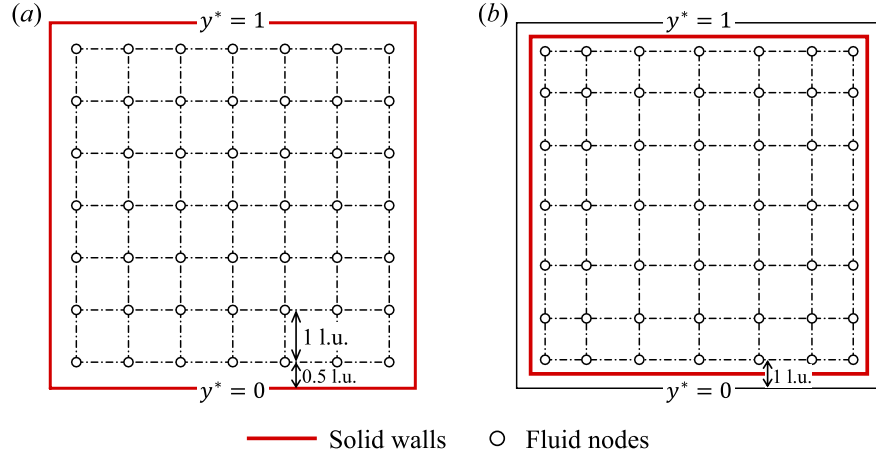 (a)
y* = 1
1 l.u.
0.5 l.u.
y* = 0
(b)
y* = 1
1 l.u.
y* = 0
Solid walls
Fluid nodes